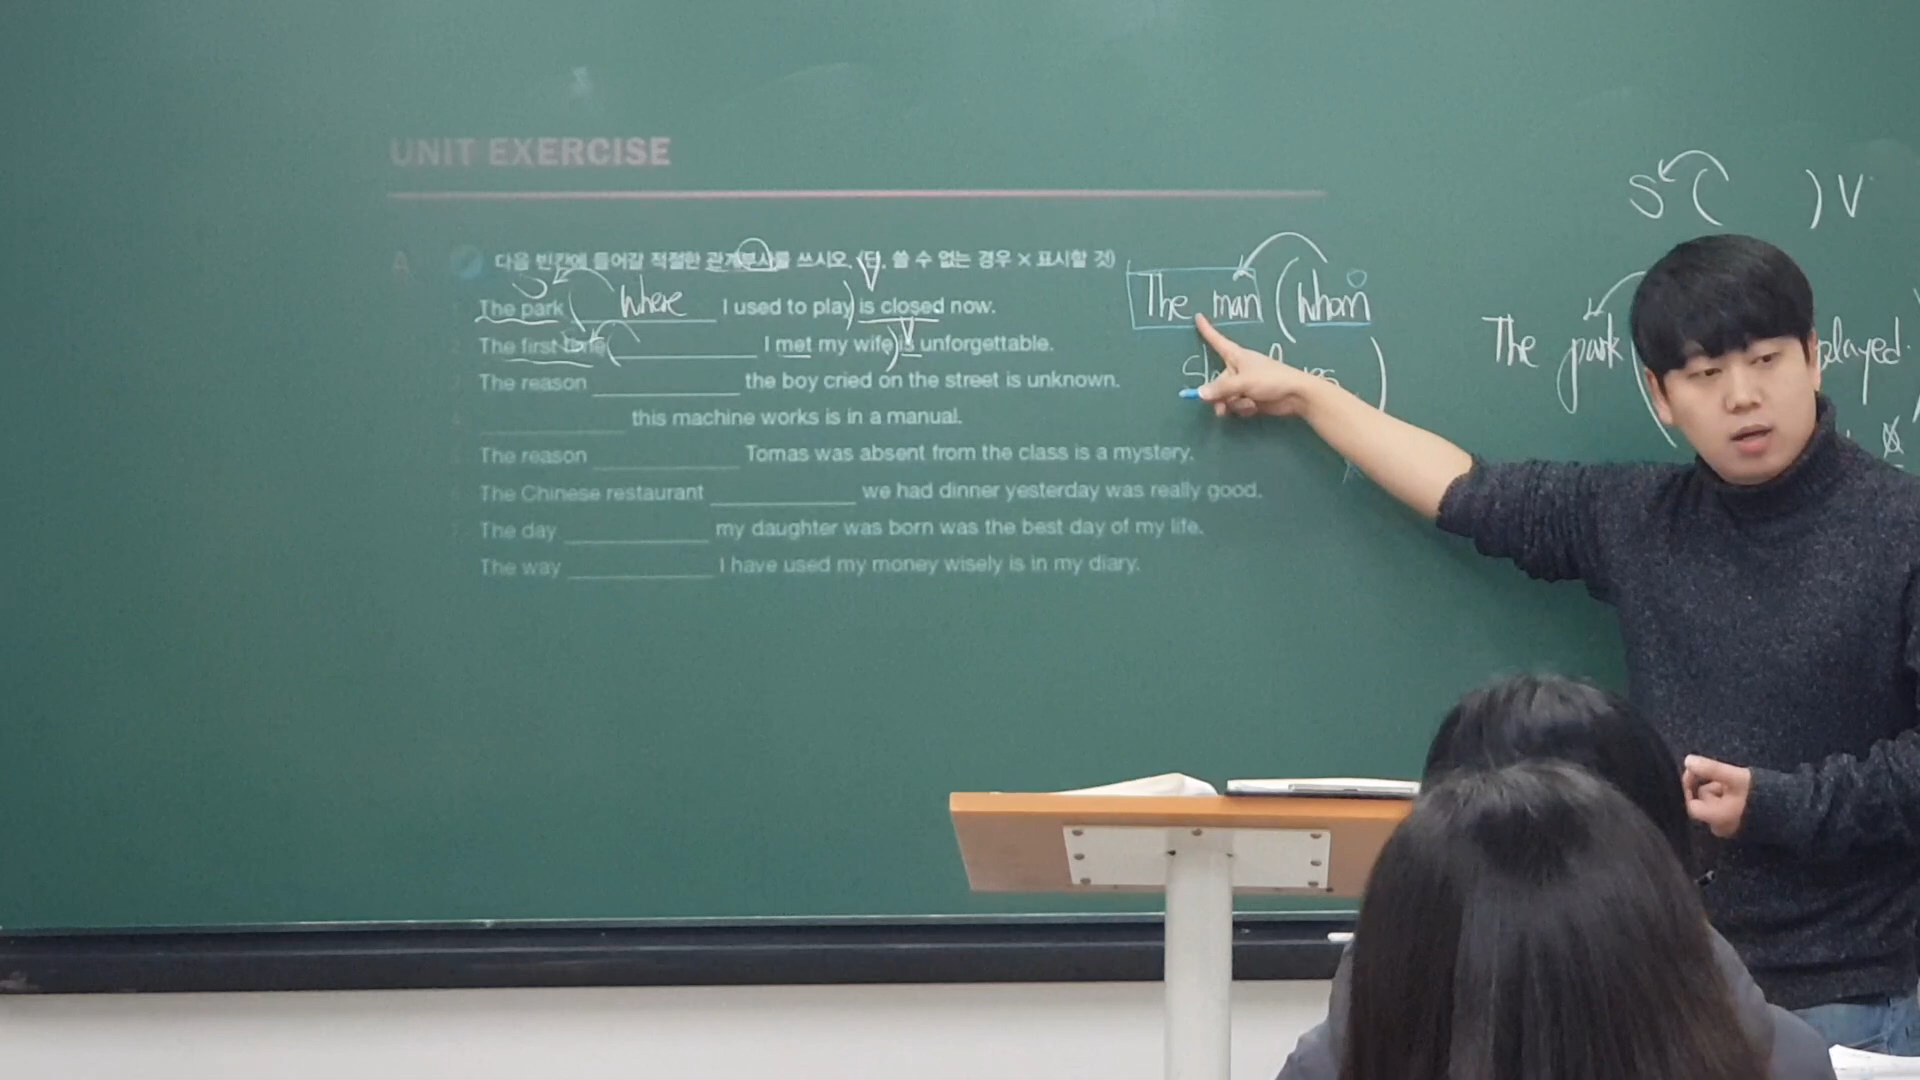 UNIT EXERCISE
A 다음 빈칸에 들어갈 적절한 관계부사를 쓰시오. (단, 쓸 수 없는 경우 × 표시할 것)
S V
The park ( where I used to play) is closed now.
S V
2 The first time ( I met my wife) is unforgettable.
The reason the boy cried on the street is unknown.
this machine works is in a manual.
The reason Tomas was absent from the class is a mystery.
6 The Chinese restaurant we had dinner yesterday was really good.
The day my daughter was born was the best day of my life.
The way I have used my money wisely is in my diary.
The man (whom
)
S ( ) V
The park ( played.